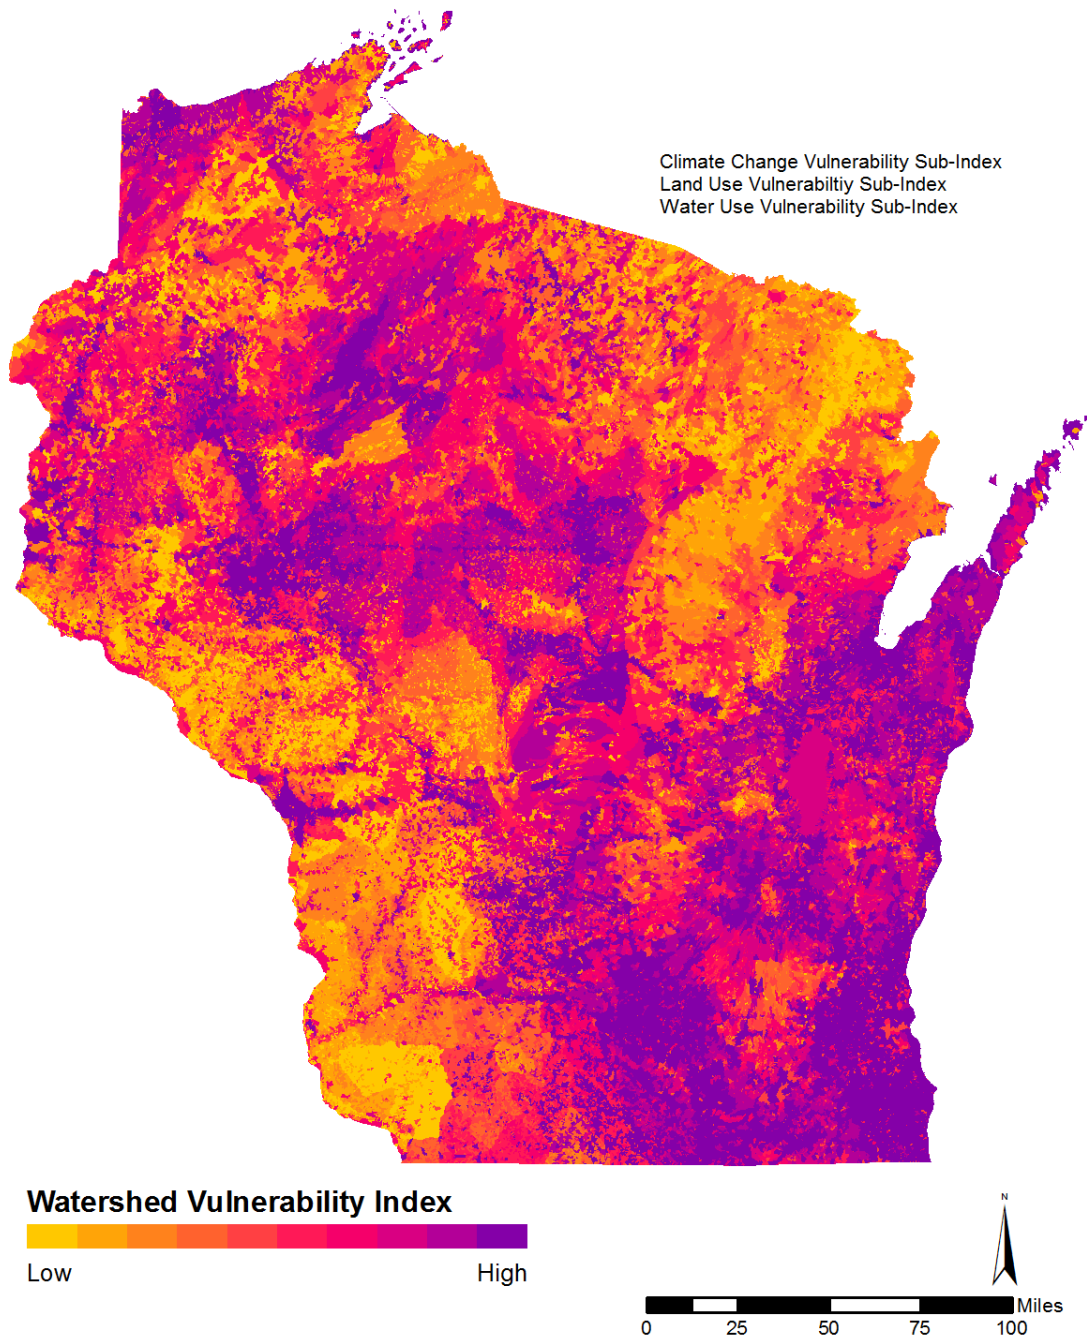 Climate Change Vulnerability Sub-Index
Land Use Vulnerabiltiy Sub-Index
Water Use Vulnerability Sub-Index
Watershed Vulnerability Index
Low High
N
Miles
0 25 50 75 100